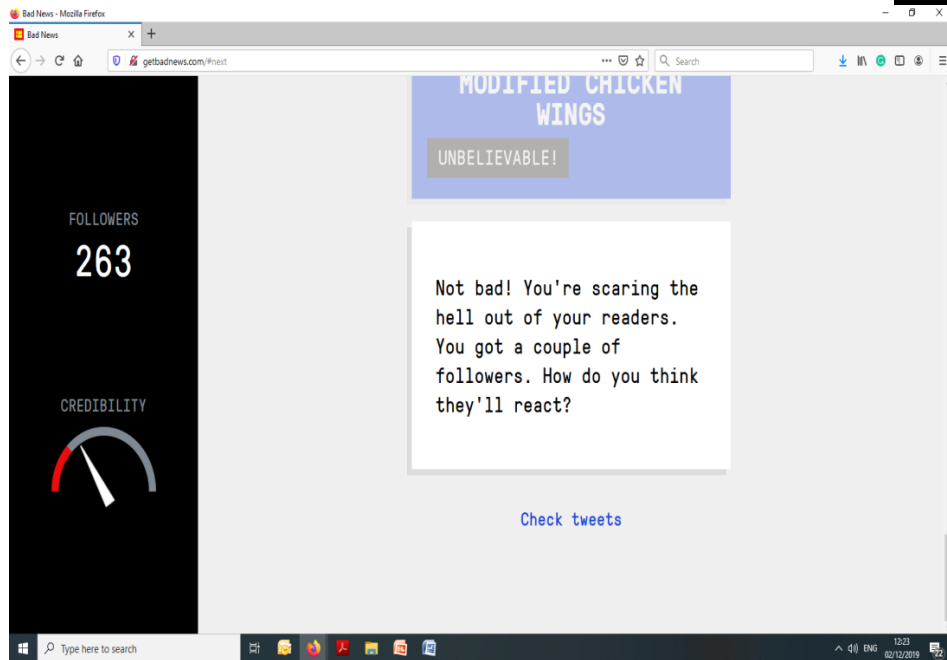 Bad News - Mozilla Firefox
Bad News
getbadnews.com/#next
Search
MODIFIED CHICKEN
WINGS
UNBELIEVABLE!
FOLLOWERS
263
Not bad! You're scaring the
hell out of your readers.
You got a couple of
followers. How do you think
they'll react?
CREDIBILITY
Check tweets
Type here to search
ENG
12:23
02/12/2019
22